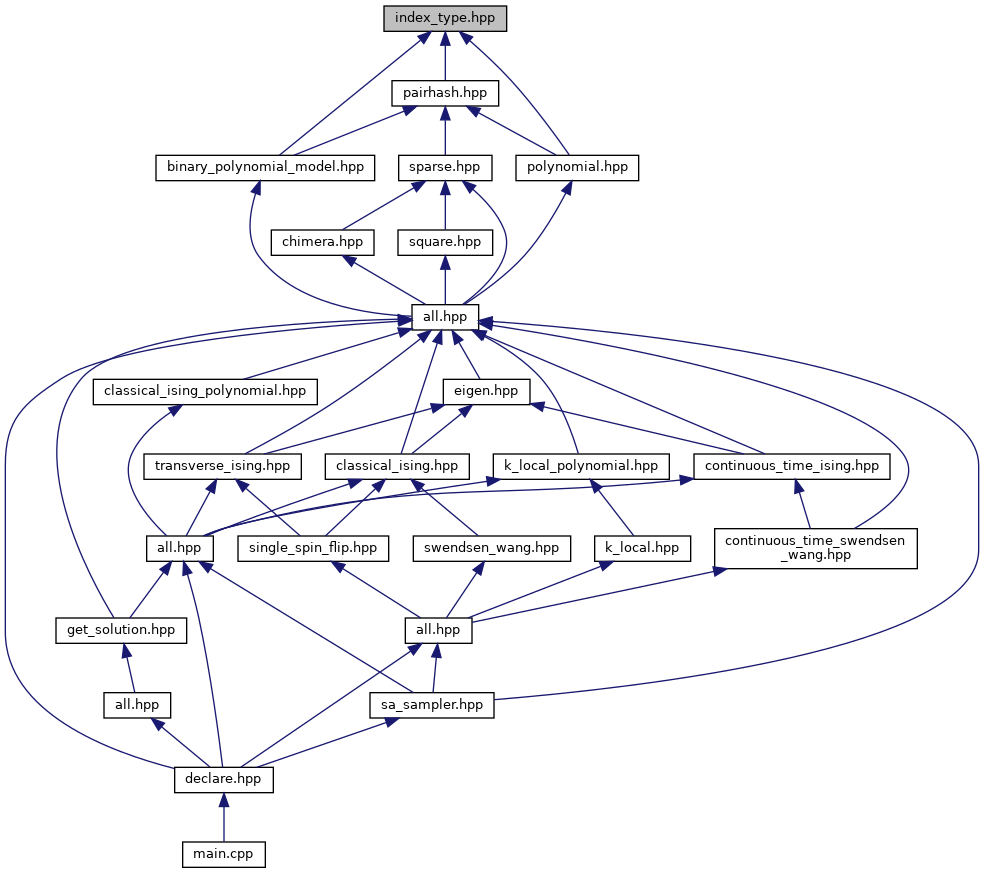 index_type.hpp
pairhash.hpp
binary_polynomial_model.hpp
sparse.hpp
polynomial.hpp
chimera.hpp
square.hpp
all.hpp
classical_ising_polynomial.hpp
eigen.hpp
transverse_ising.hpp
classical_ising.hpp
k_local_polynomial.hpp
continuous_time_ising.hpp
all.hpp
single_spin_flip.hpp
swendsen_wang.hpp
k_local.hpp
continuous_time_swendsen
_wang.hpp
get_solution.hpp
all.hpp
all.hpp
sa_sampler.hpp
declare.hpp
main.cpp